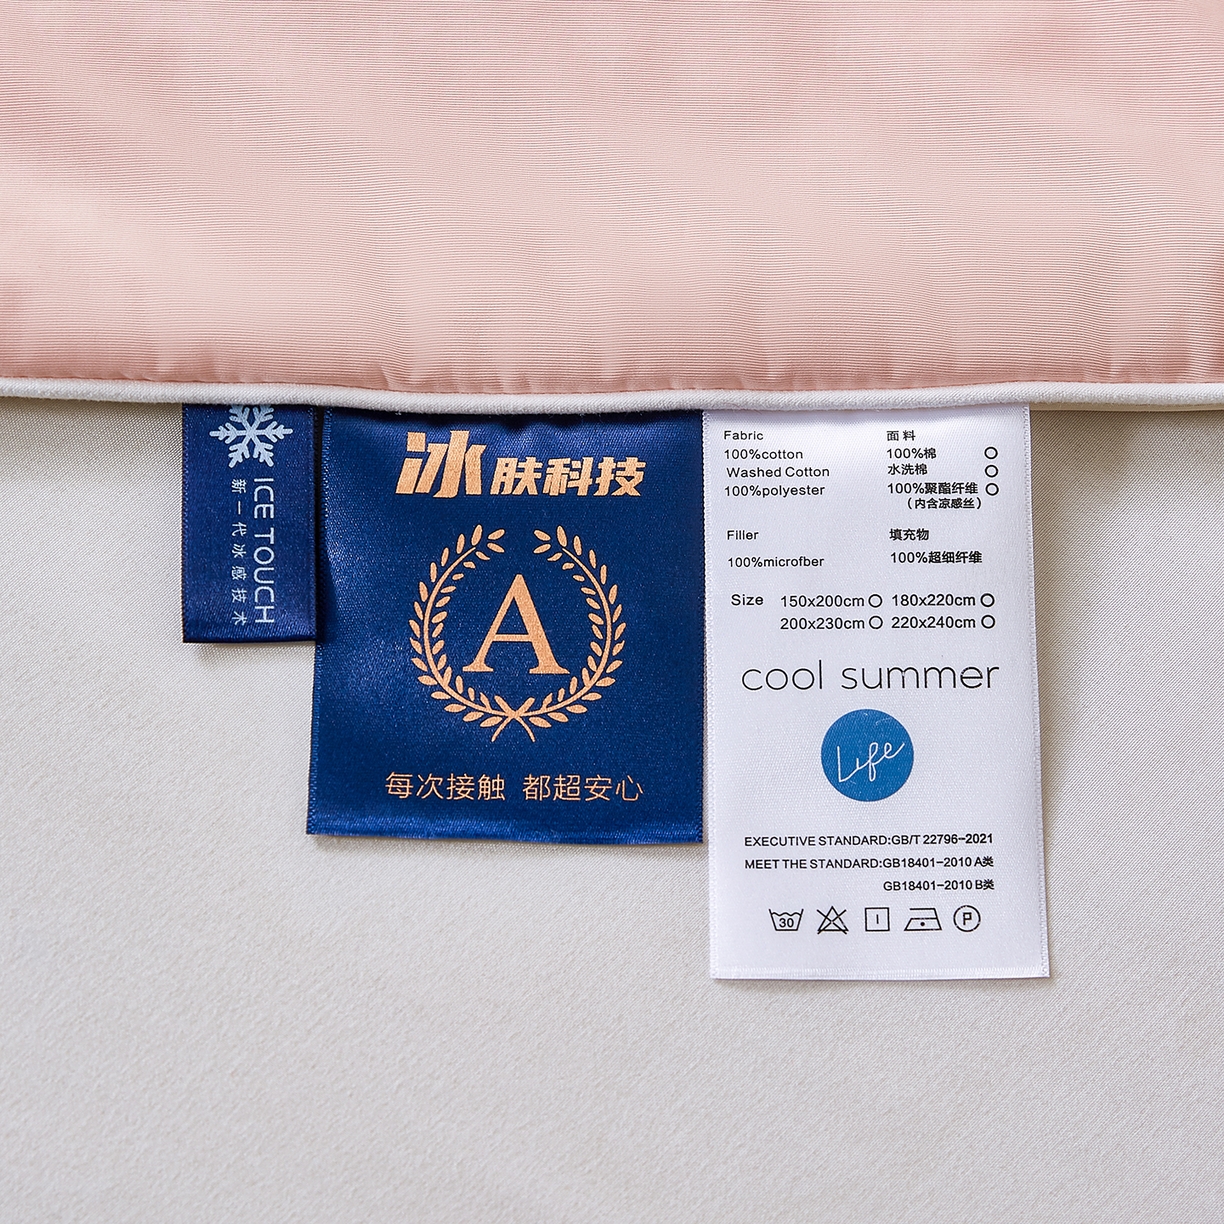 ICE TOUCH
新一代冰感技术
冰肤科技
A
每次接触 都超安心
Fabric 面料
100%cotton 100%棉
Washed Cotton 水洗棉
100%polyester 100%聚酯纤维
（内含凉感丝）
Filler 填充物
100%microfber 100%超细纤维
Size 150x200cm 180x220cm
200x230cm 220x240cm
cool summer
Life
EXECUTIVE STANDARD:GB/T 22796-2021
MEET THE STANDARD:GB18401-2010 A类
GB18401-2010 B类
30 P